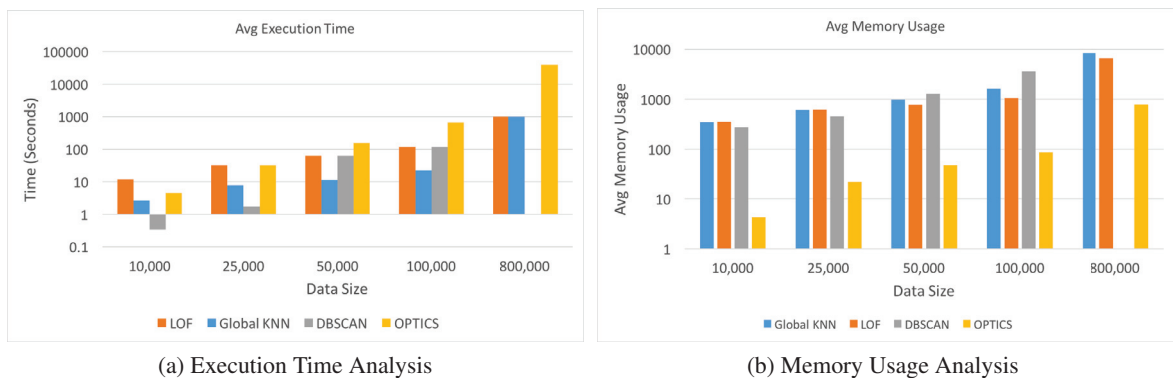 Avg Execution Time
100000
10000
1000
100
10
1
0.1
Time (Seconds)
10,000 25,000 50,000 100,000 800,000
Data Size
LOF Global KNN DBSCAN OPTICS
(a) Execution Time Analysis
Avg Memory Usage
10000
1000
100
10
1
Avg Memory Usage
10,000 25,000 50,000 100,000 800,000
Data Size
Global KNN LOF DBSCAN OPTICS
(b) Memory Usage Analysis